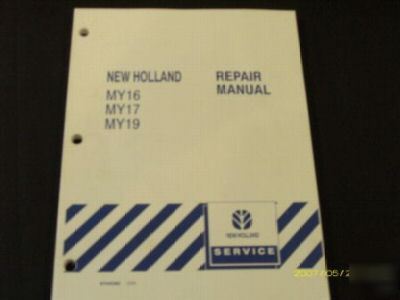 NEW HOLLAND
REPAIR
MANUAL
MY16
MY17
MY19
NEW HOLLAND
SERVICE